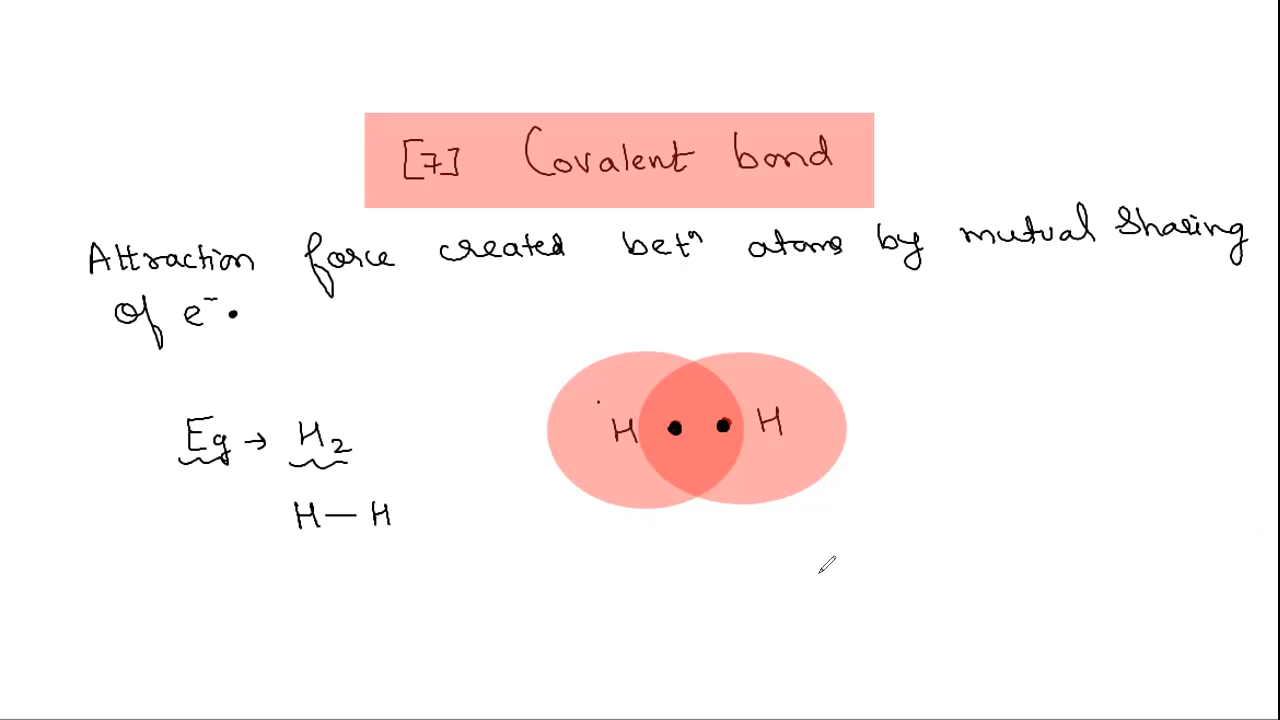 [7] Covalent bond
Attraction force created betⁿ atoms by mutual sharing
of e⁻.
Eg → H₂
H • • H
H — H